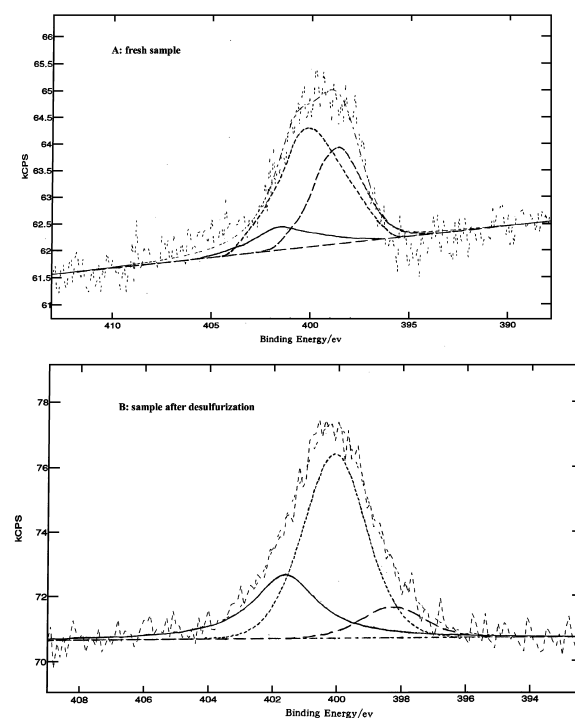 A: fresh sample
66
65.5
65
64.5
64
63.5
63
62.5
62
61.5
61
kCPS
410 405 400 395 390
Binding Energy/ev
B: sample after desulfurization
78
76
74
72
70
kCPS
408 406 404 402 400 398 396 394
Binding Energy/ev